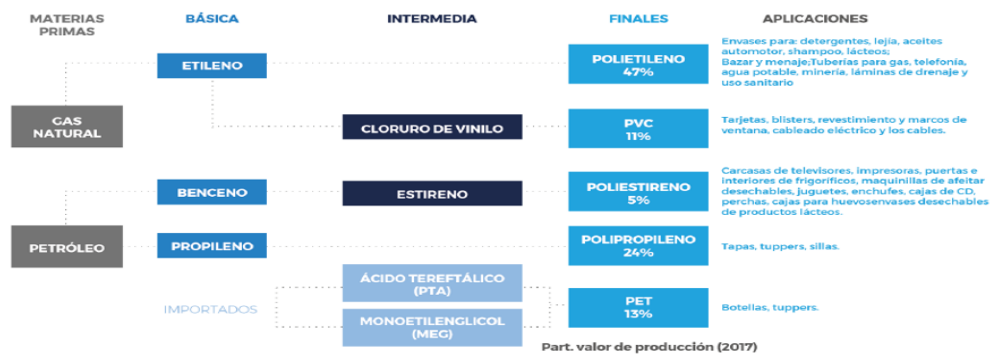 MATERIAS
PRIMAS
BÁSICA
INTERMEDIA
FINALES
APLICACIONES
ETILENO
POLIETILENO
47%
Envases para: detergentes, lejía, aceites
automotor, shampoo, lácteos;
Bazar y menaje;Tuberías para gas, telefonía,
agua potable, minería, láminas de drenaje y
uso sanitario
GAS
NATURAL
CLORURO DE VINILO
PVC
11%
Tarjetas, blisters, revestimiento y marcos de
ventana, cableado eléctrico y los cables.
BENCENO
ESTIRENO
POLIESTIRENO
5%
Carcasas de televisores, impresoras, puertas e
interiores de frigoríficos, maquinillas de afeitar
desechables, juguetes, enchufes, cajas de CD,
perchas, cajas para huevosenvases desechables
de productos lácteos.
PETRÓLEO
PROPILENO
POLIPROPILENO
24%
Tapas, tuppers, sillas.
IMPORTADOS
ÁCIDO TEREFTÁLICO
(PTA)
MONOETILENGLICOL
(MEG)
PET
13%
Botellas, tuppers.
Part. valor de producción (2017)